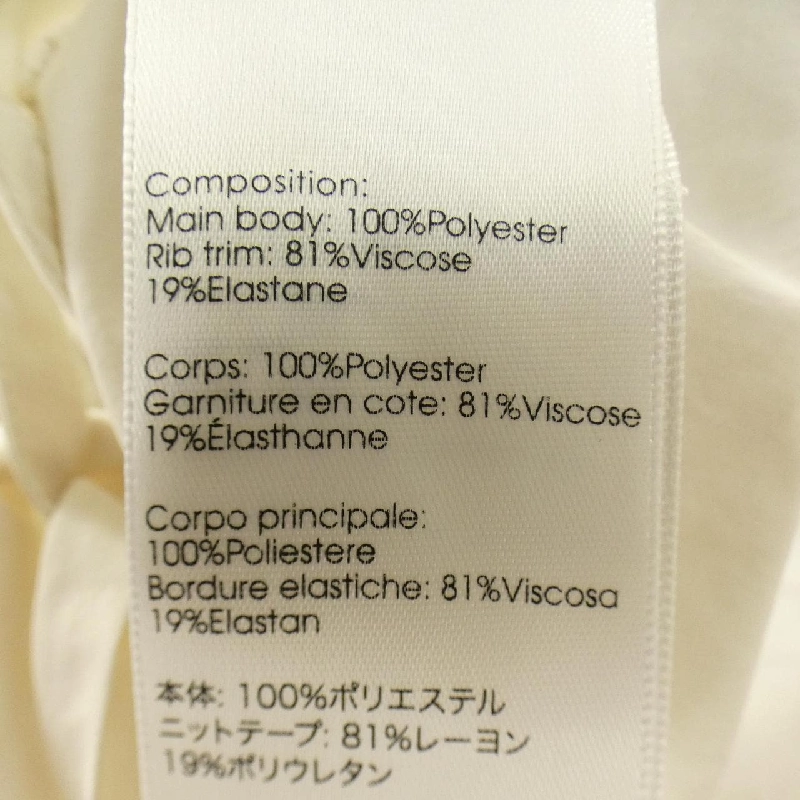 Composition:
Main body: 100%Polyester
Rib trim: 81%Viscose
19%Elastane
Corps: 100%Polyester
Garniture en cote: 81%Viscose
19%Élasthanne
Corpo principale:
100%Poliestere
Bordure elastiche: 81%Viscosa
19%Elastan
本体: 100%ポリエステル
ニットテープ: 81%レーヨン
19%ポリウレタン